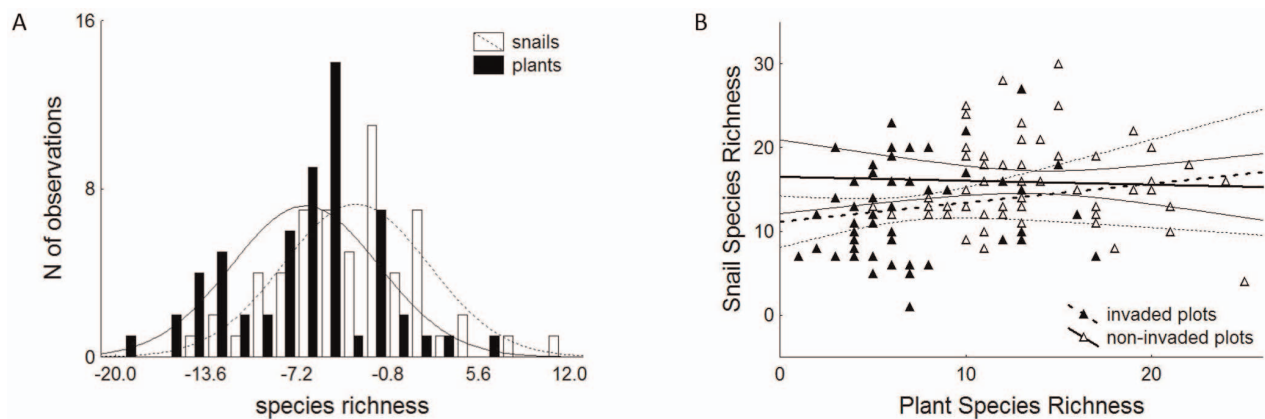 A
N of observations
16
8
0
snails
plants
-20.0 -13.6 -7.2 -0.8 5.6 12.0
species richness
B
Snail Species Richness
30
20
10
0
invaded plots
non-invaded plots
0 10 20
Plant Species Richness